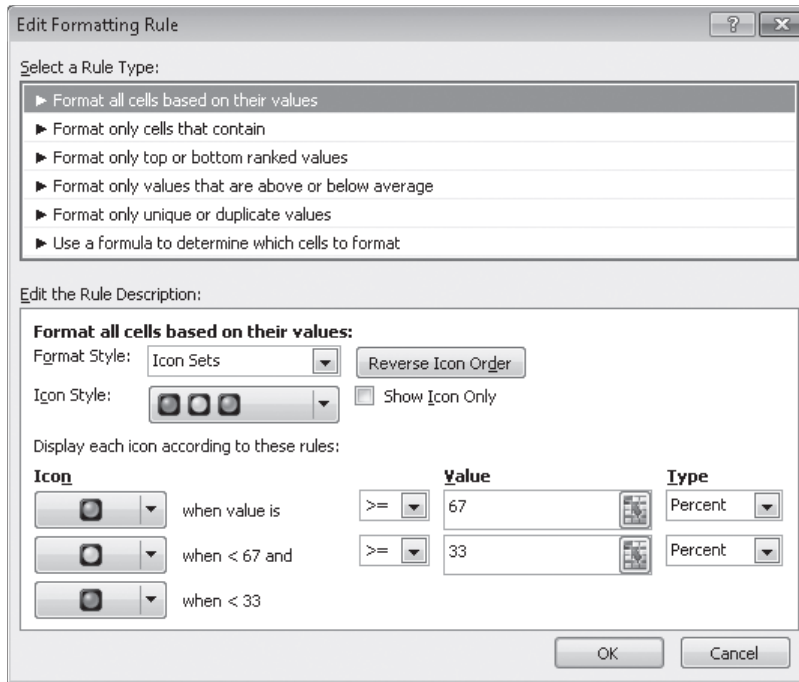 Edit Formatting Rule
?
Select a Rule Type:
► Format all cells based on their values
► Format only cells that contain
► Format only top or bottom ranked values
► Format only values that are above or below average
► Format only unique or duplicate values
► Use a formula to determine which cells to format
Edit the Rule Description:
Format all cells based on their values:
Format Style: Icon Sets Reverse Icon Order
Icon Style: Show Icon Only
Display each icon according to these rules:
Icon Value Type
when value is >= 67 Percent
when < 67 and >= 33 Percent
when < 33
OK Cancel